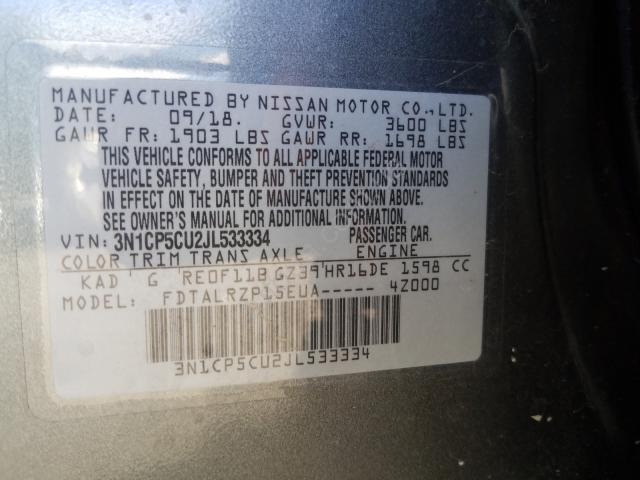 MANUFACTURED BY NISSAN MOTOR CO.,LTD.
DATE: 09/18. GVWR: 3600 LBS
GAWR FR: 1903 LBS GAWR RR: 1698 LBS
THIS VEHICLE CONFORMS TO ALL APPLICABLE FEDERAL MOTOR
VEHICLE SAFETY, BUMPER AND THEFT PREVENTION STANDARDS
IN EFFECT ON THE DATE OF MANUFACTURE SHOWN ABOVE.
SEE OWNER'S MANUAL FOR ADDITIONAL INFORMATION.
VIN: 3N1CP5CU2JL533334 PASSENGER CAR.
COLOR TRIM TRANS AXLE ENGINE
KAD G RE0F11B GZ39 HR16DE 1598 CC
MODEL: FDTALRZP15EUA----- 4Z000
3N1CP5CU2JL533334